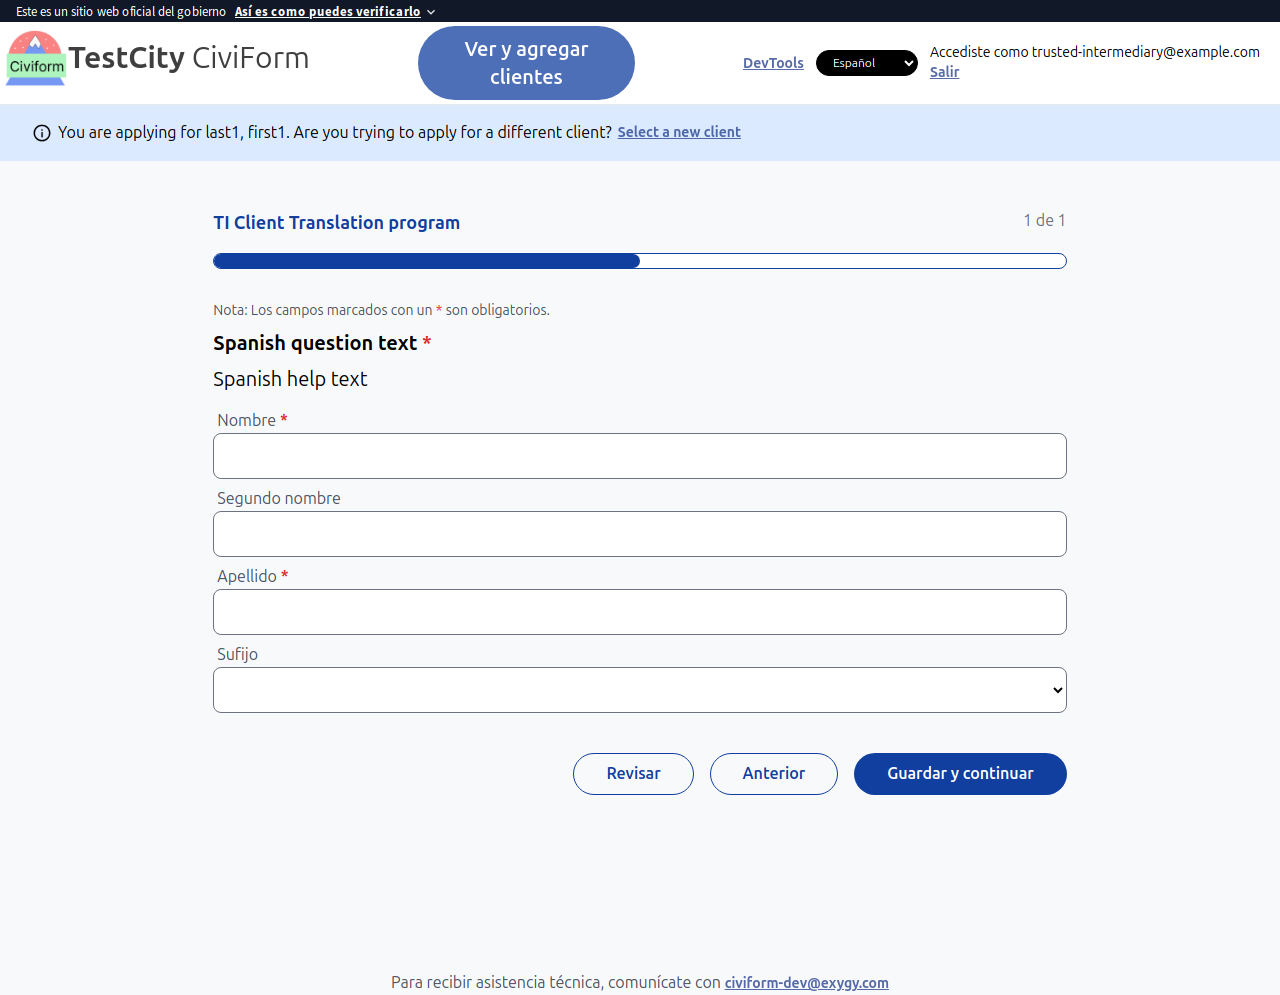 Este es un sitio web oficial del gobierno Así es como puedes verificarlo
Civiform
TestCity CiviForm
Ver y agregar
clientes
DevTools
Español
Accediste como trusted-intermediary@example.com
Salir
You are applying for last1, first1. Are you trying to apply for a different client? Select a new client
TI Client Translation program
1 de 1
Nota: Los campos marcados con un * son obligatorios.
Spanish question text *
Spanish help text
Nombre *
Segundo nombre
Apellido *
Sufijo
Revisar
Anterior
Guardar y continuar
Para recibir asistencia técnica, comunícate con civiform-dev@exygy.com